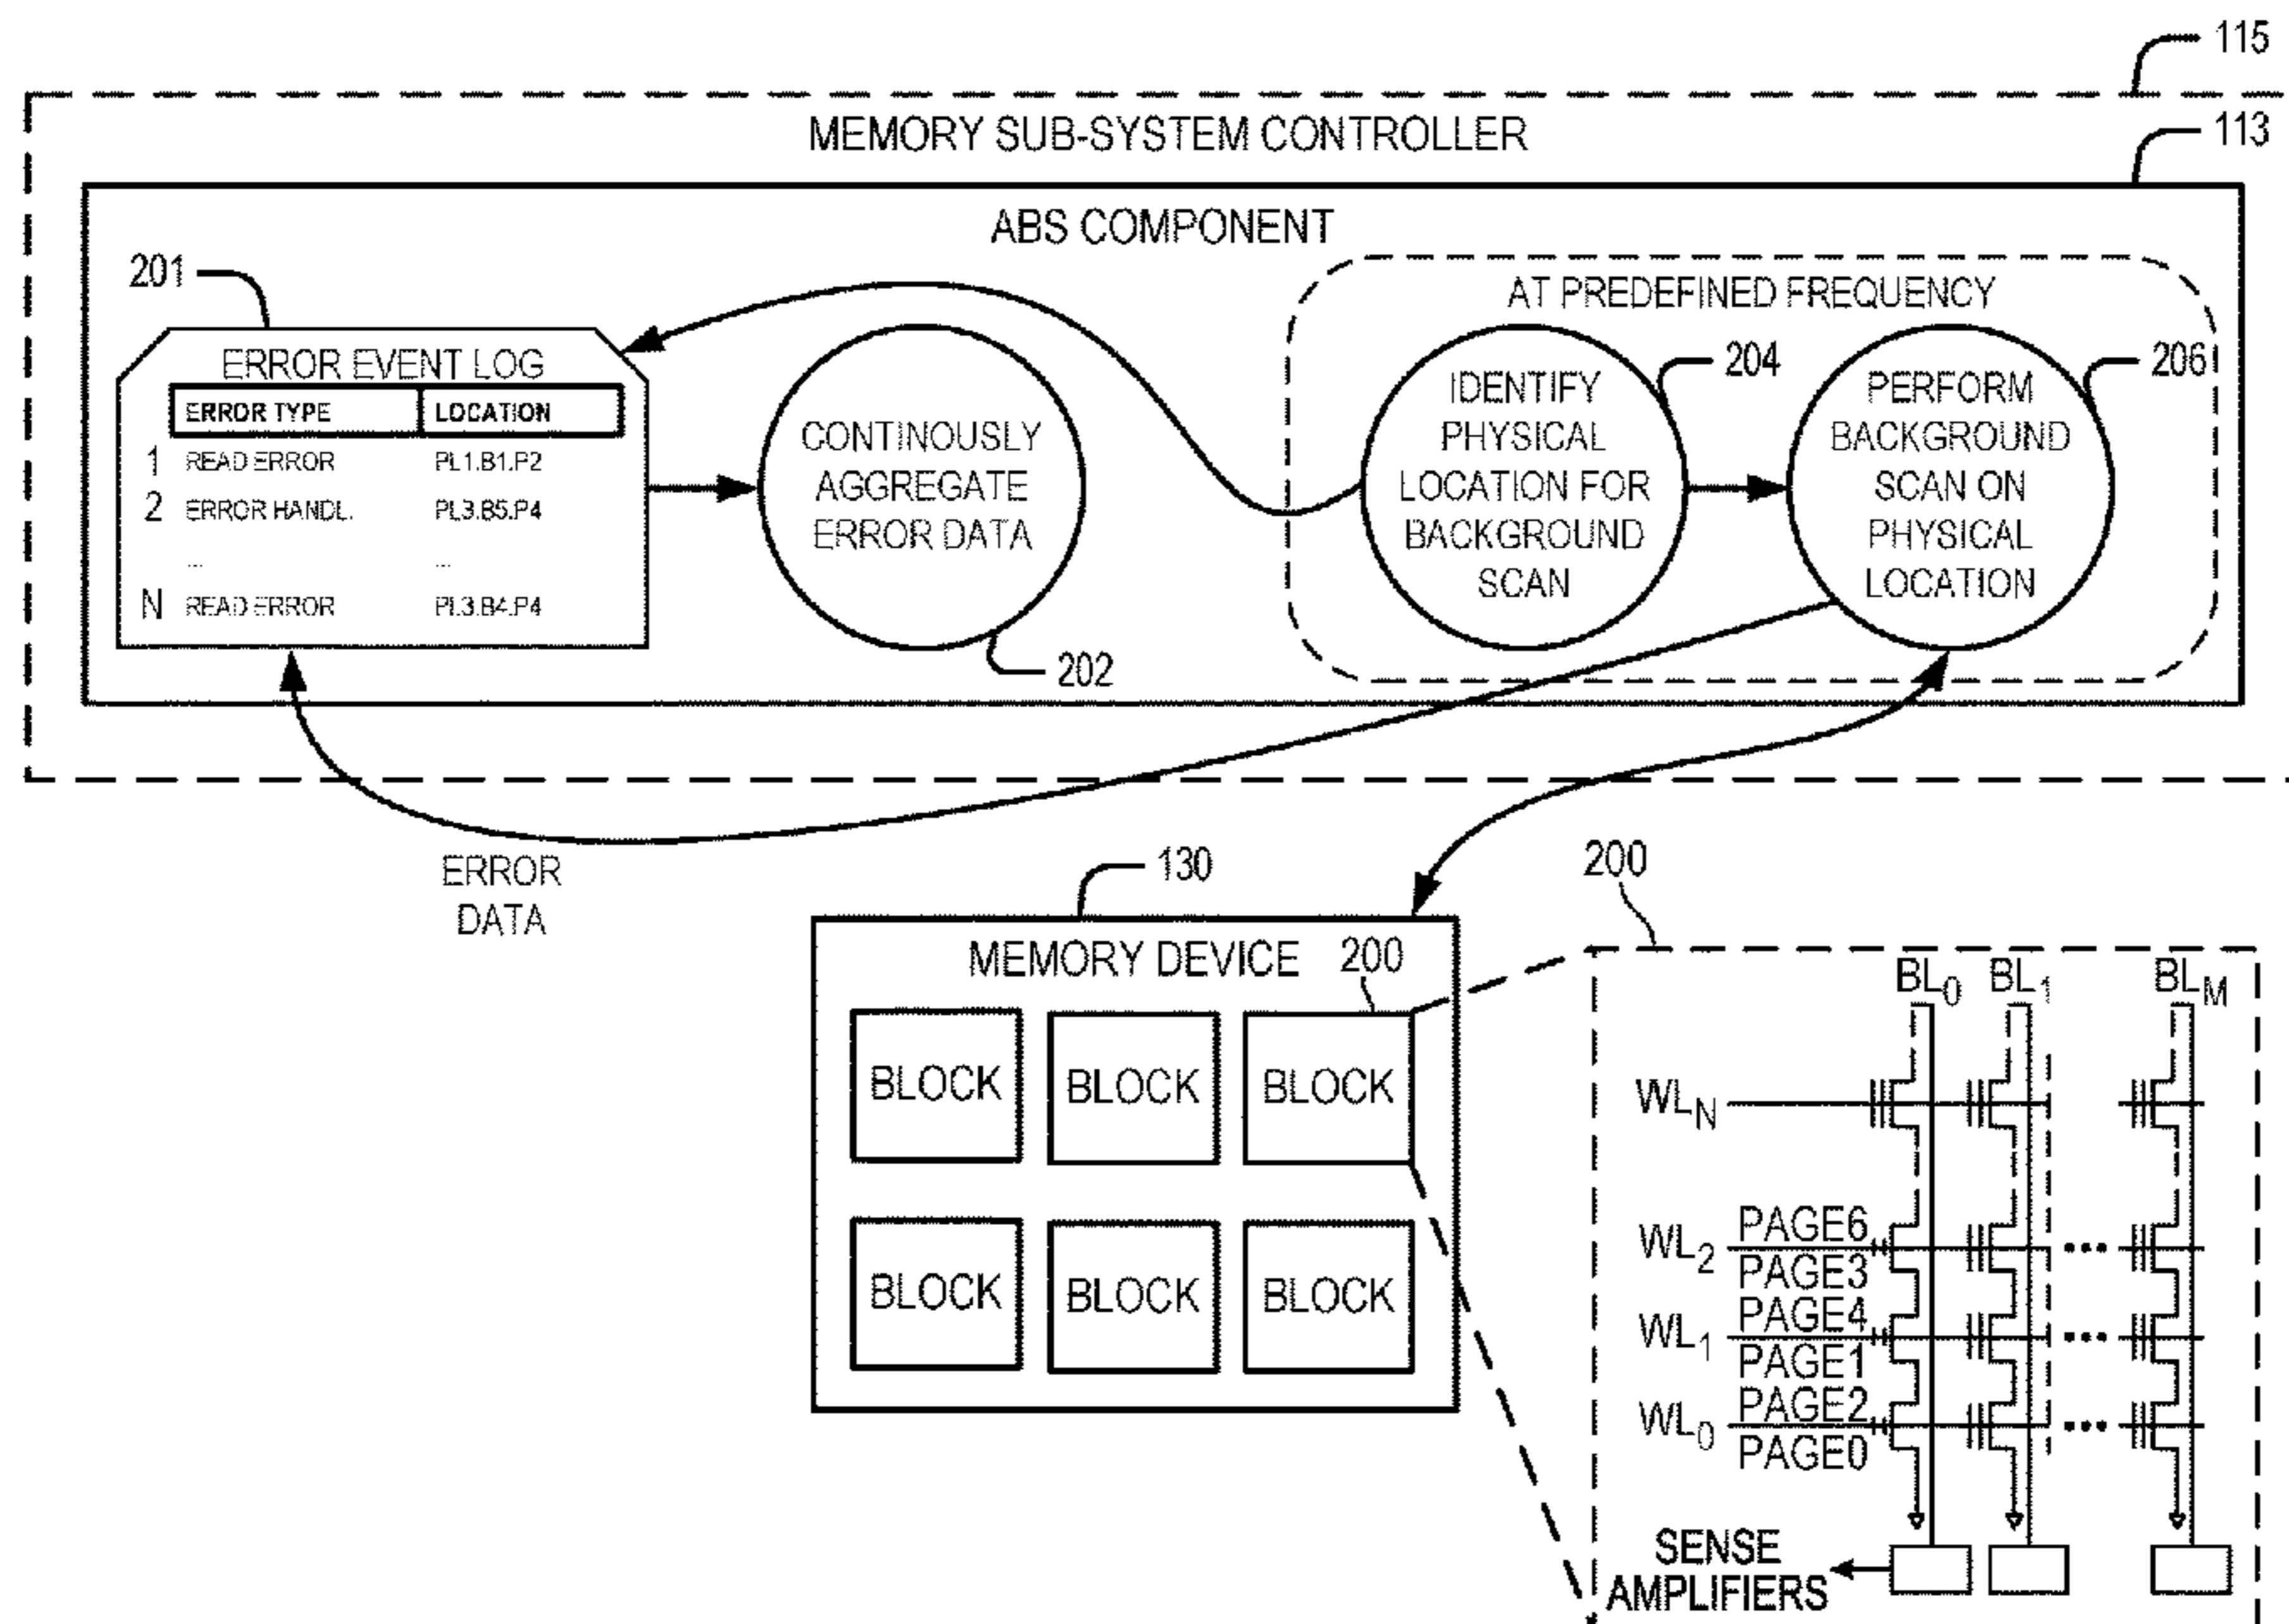 115
MEMORY SUB-SYSTEM CONTROLLER
113
ABS COMPONENT
201
AT PREDEFINED FREQUENCY
ERROR EVENT LOG
ERROR TYPE LOCATION
1 READ ERROR PL1.B1.P2
2 ERROR HANDL. PL3.B5.P4
... ...
N READ ERROR PL3.B4.P4
CONTINOUSLY
AGGREGATE
ERROR DATA
202
IDENTIFY
PHYSICAL
LOCATION FOR
BACKGROUND
SCAN
204
PERFORM
BACKGROUND
SCAN ON
PHYSICAL
LOCATION
206
ERROR
DATA
130
MEMORY DEVICE 200
BLOCK BLOCK BLOCK
BLOCK BLOCK BLOCK
200
BL0 BL1 BLM
WLN
WL2 PAGE6
PAGE3
WL1 PAGE4
PAGE1
WL0 PAGE2
PAGE0
SENSE
AMPLIFIERS